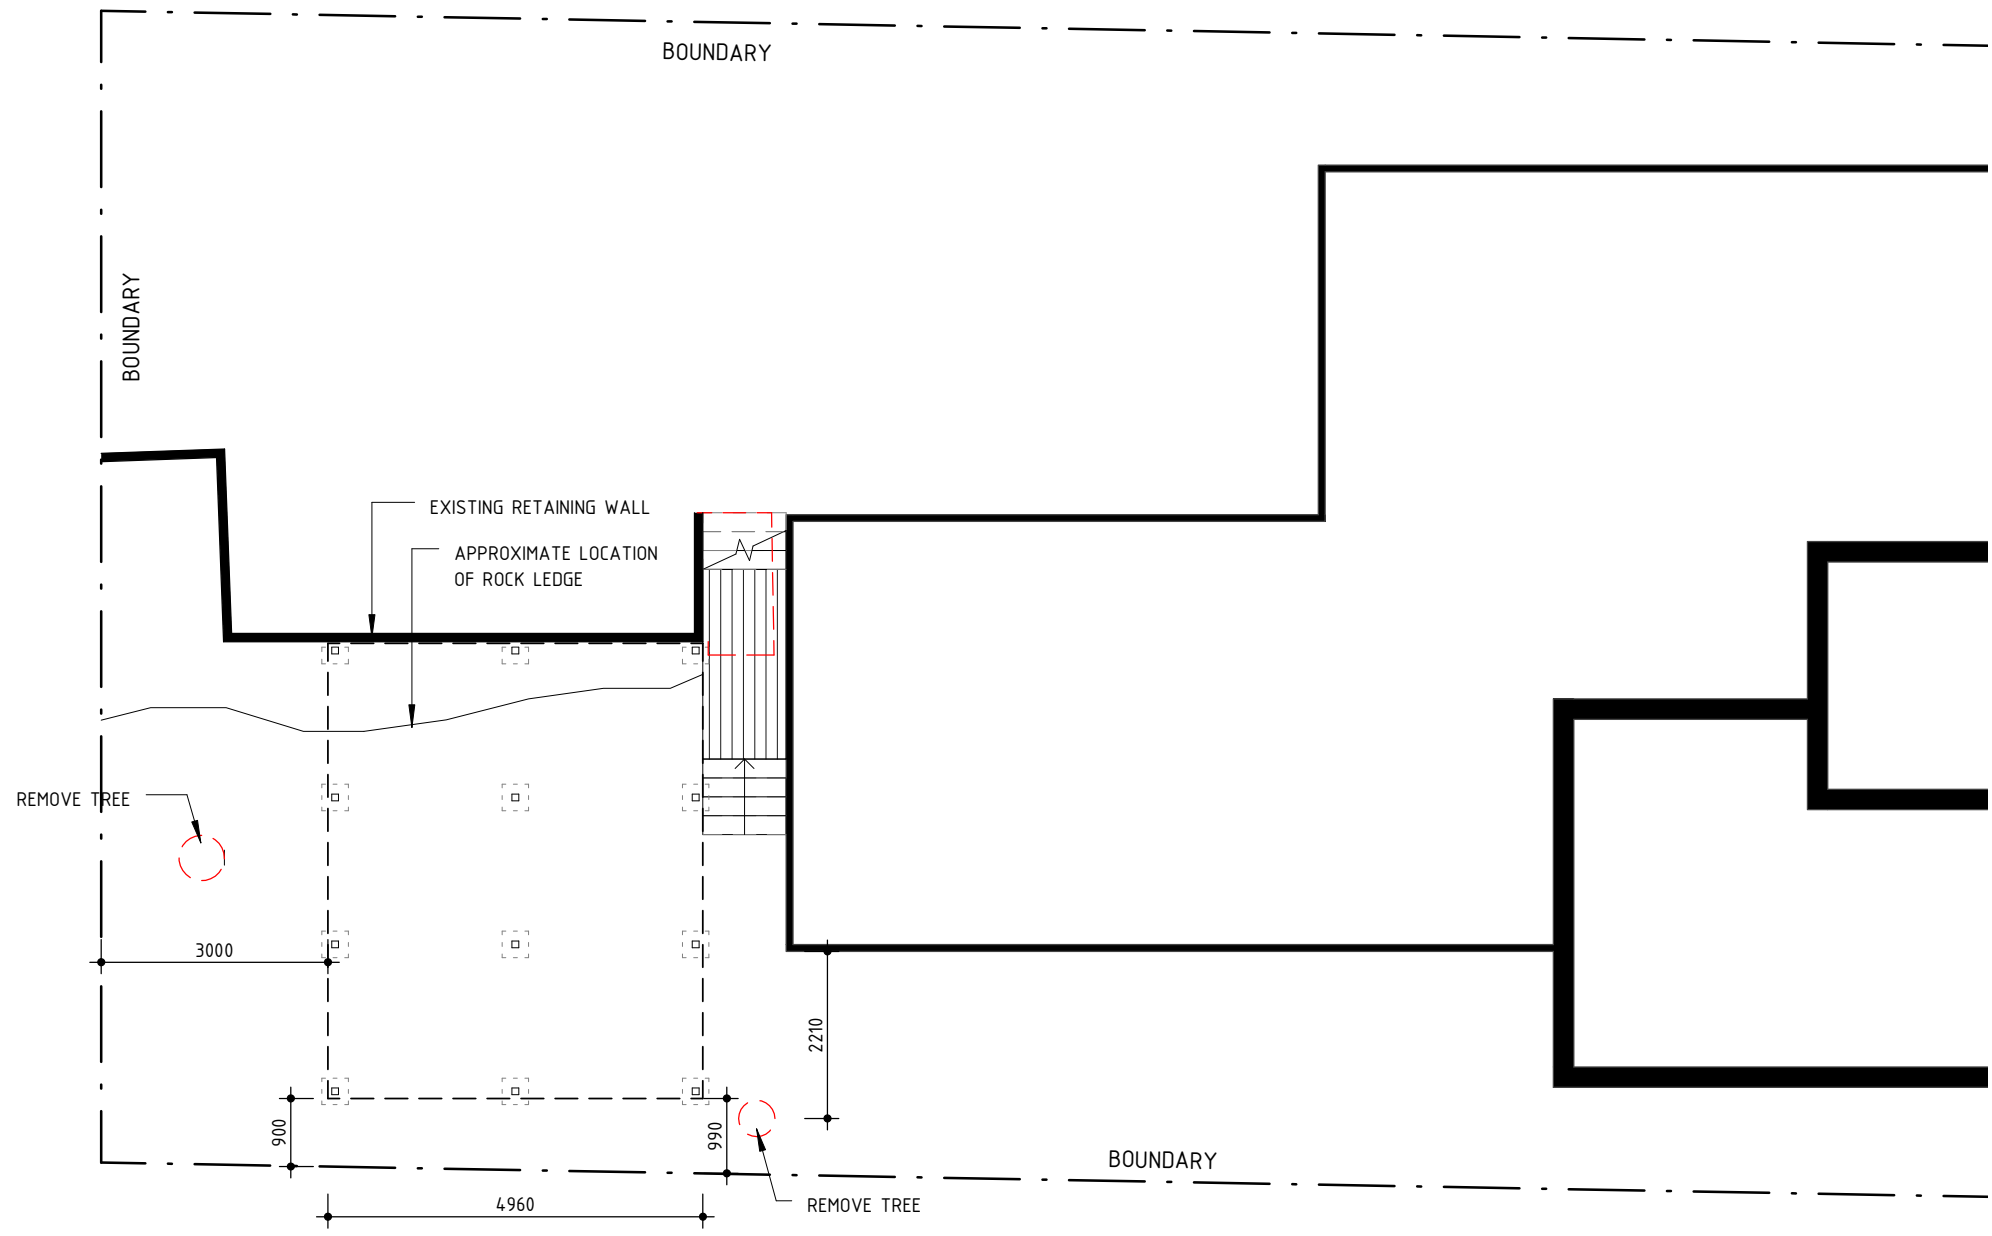 BOUNDARY
BOUNDARY
EXISTING RETAINING WALL
APPROXIMATE LOCATION
OF ROCK LEDGE
REMOVE TREE
3000
2210
900
990
BOUNDARY
4960
REMOVE TREE